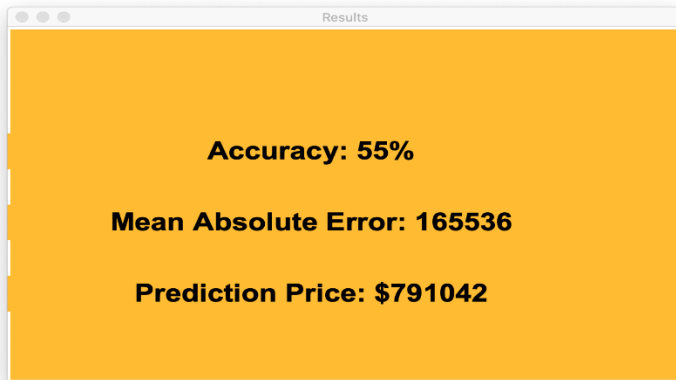 Results
Accuracy: 55%
Mean Absolute Error: 165536
Prediction Price: $791042